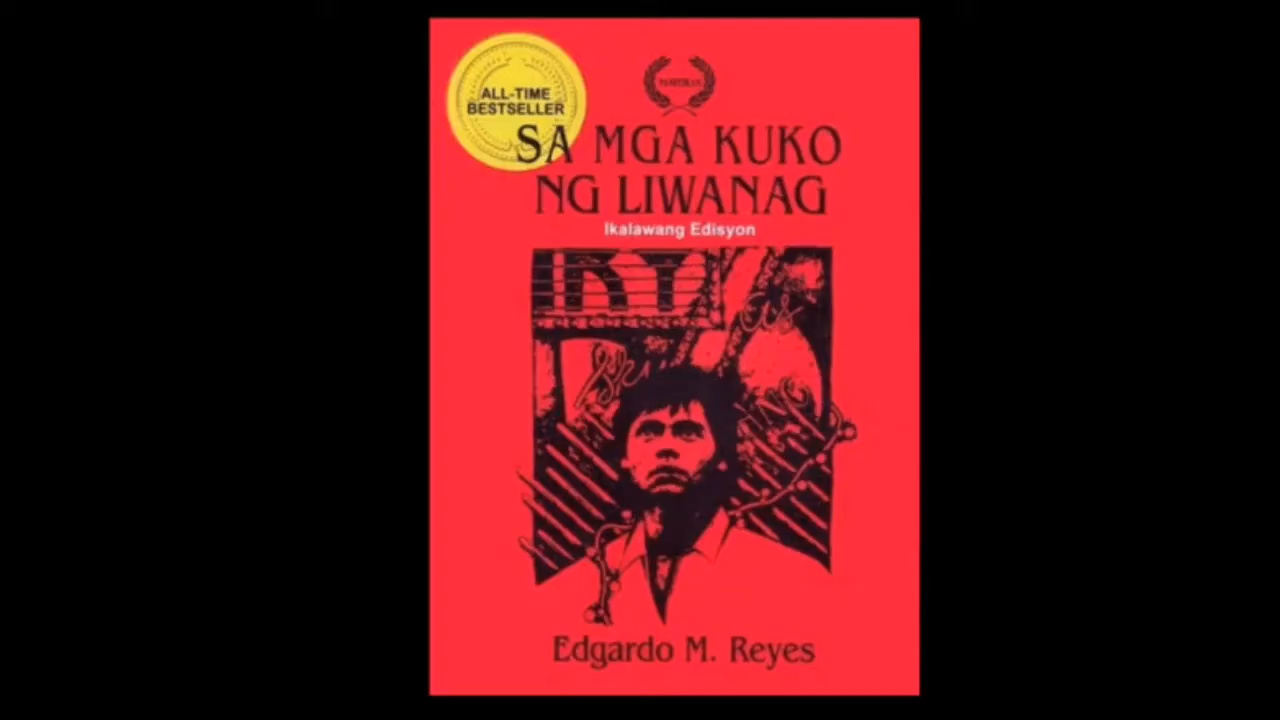 ALL-TIME
BESTSELLER
SA MGA KUKO
NG LIWANAG
Ikalawang Edisyon
Edgardo M. Reyes